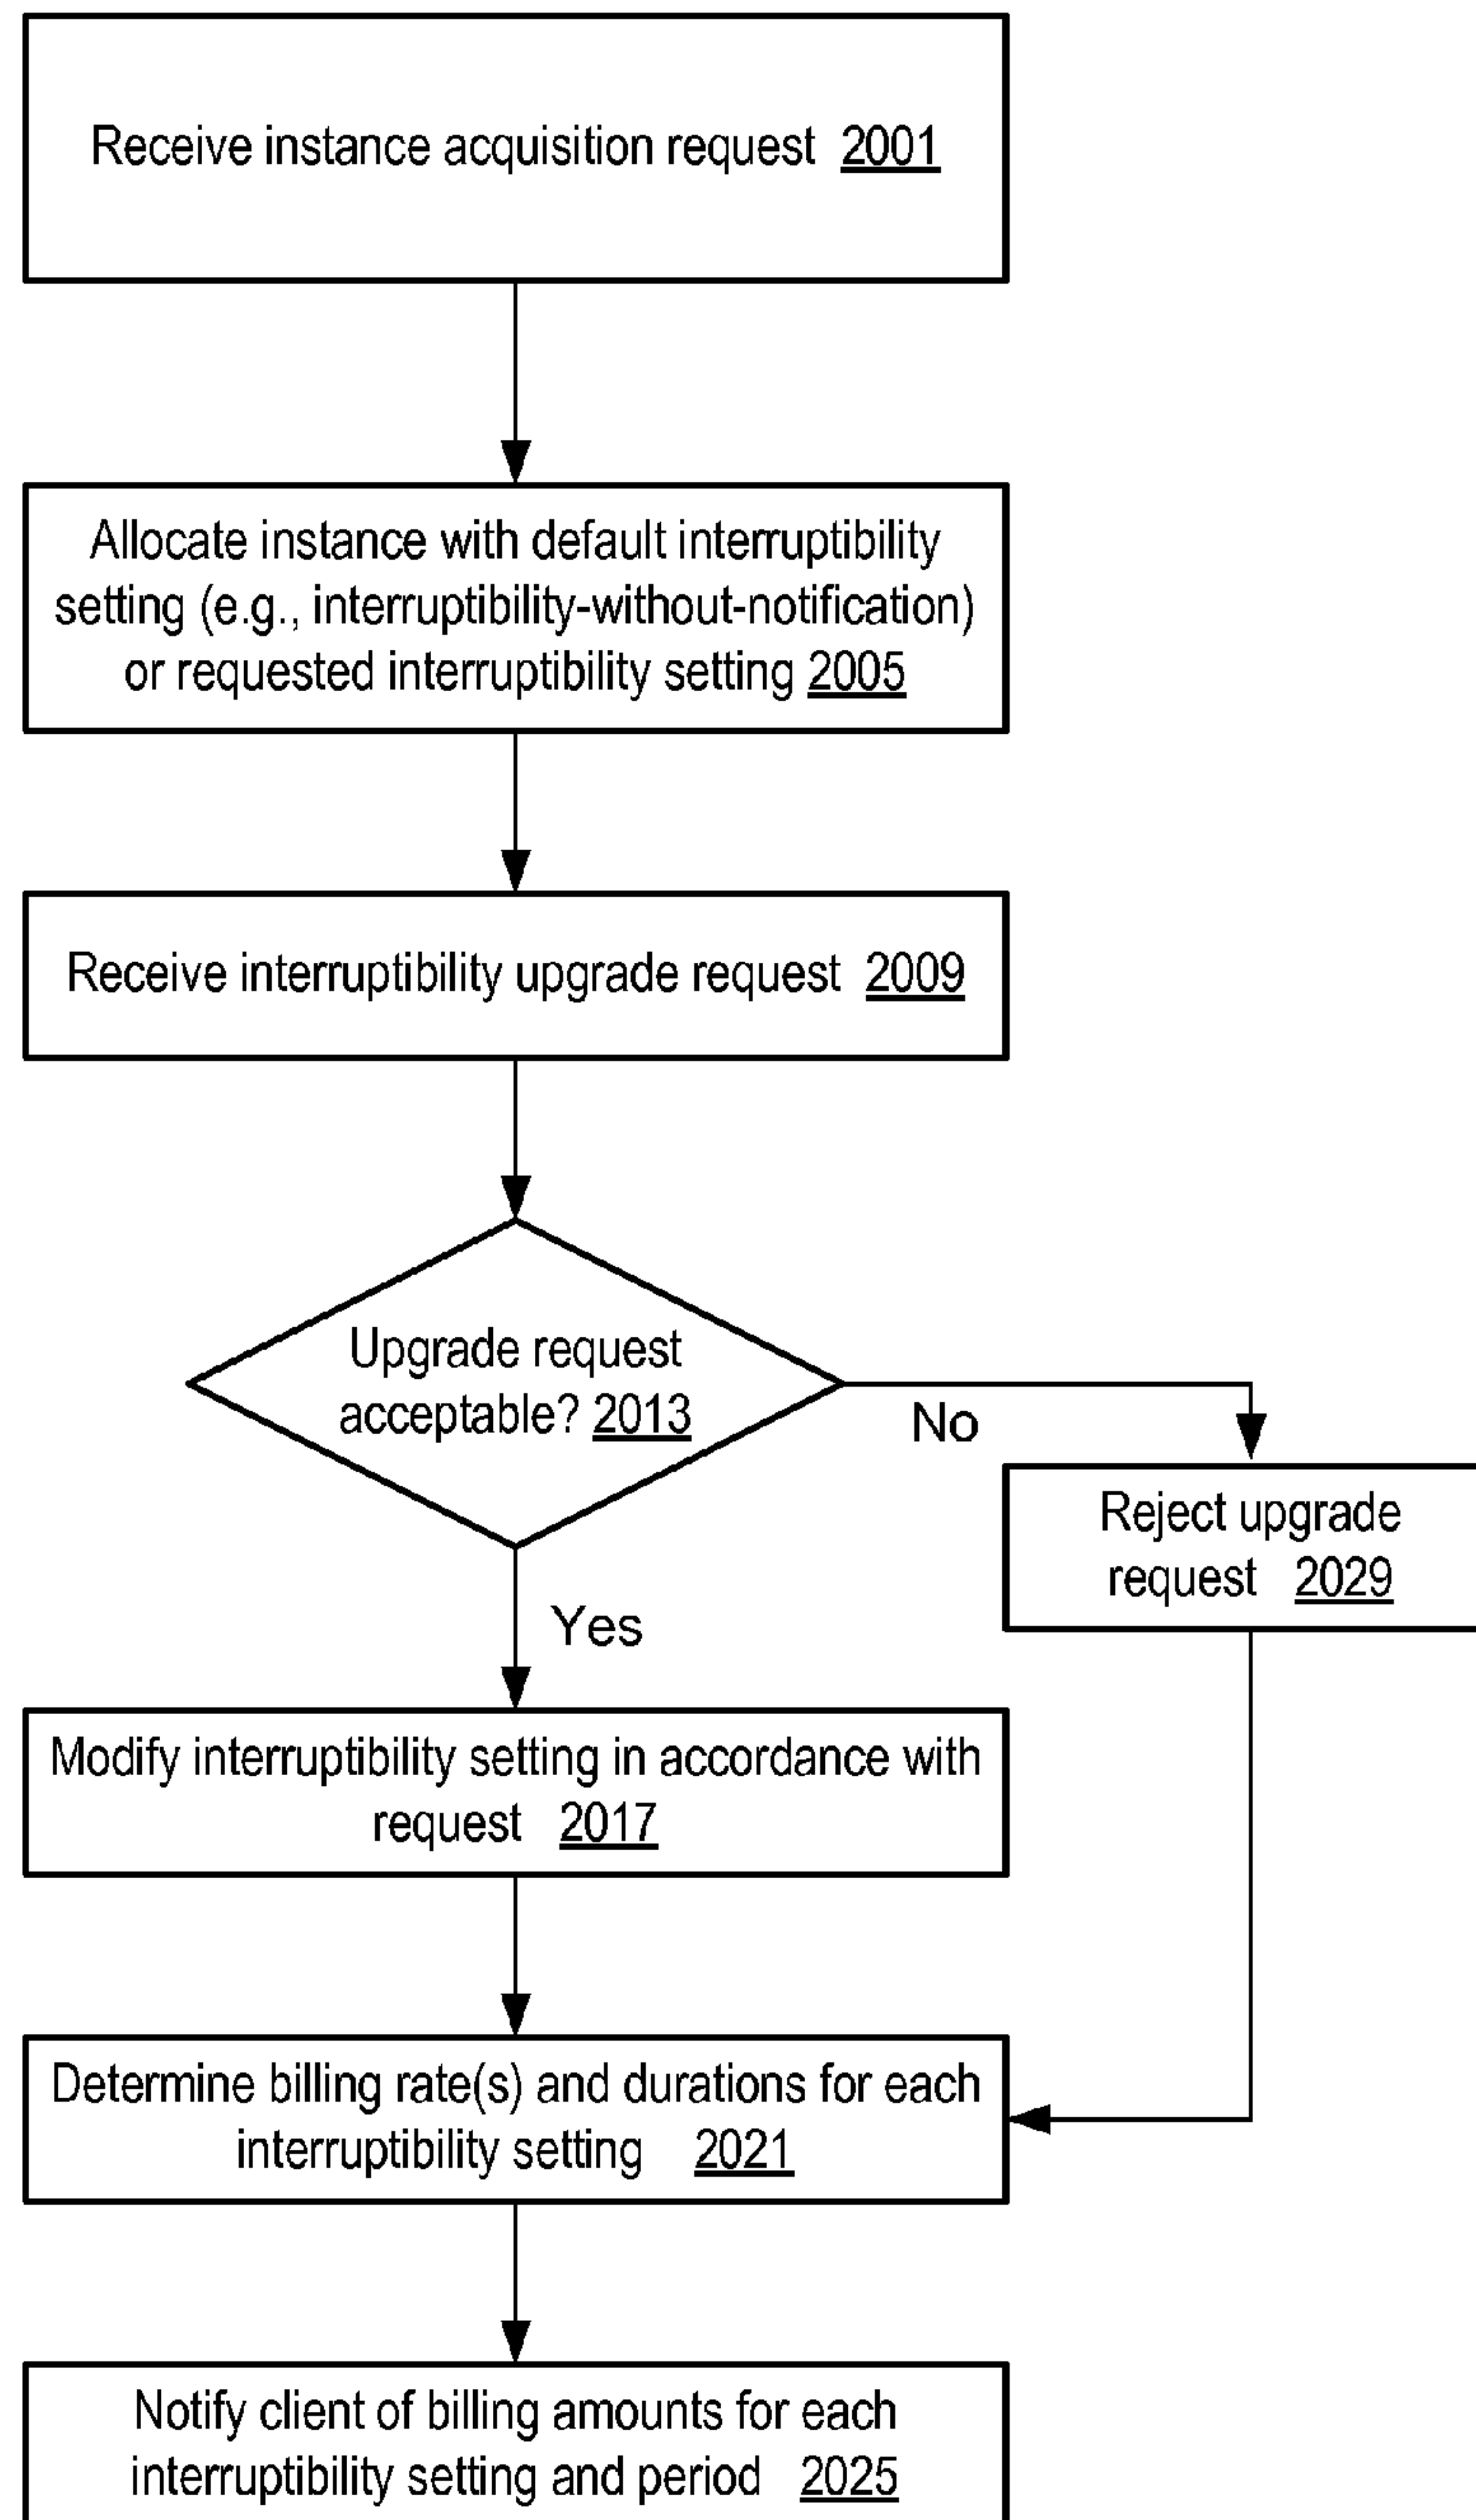 Receive instance acquisition request 2001
Allocate instance with default interruptibility
setting (e.g., interruptibility-without-notification)
or requested interruptibility setting 2005
Receive interruptibility upgrade request 2009
Upgrade request
acceptable? 2013
No
Reject upgrade
request 2029
Yes
Modify interruptibility setting in accordance with
request 2017
Determine billing rate(s) and durations for each
interruptibility setting 2021
Notify client of billing amounts for each
interruptibility setting and period 2025